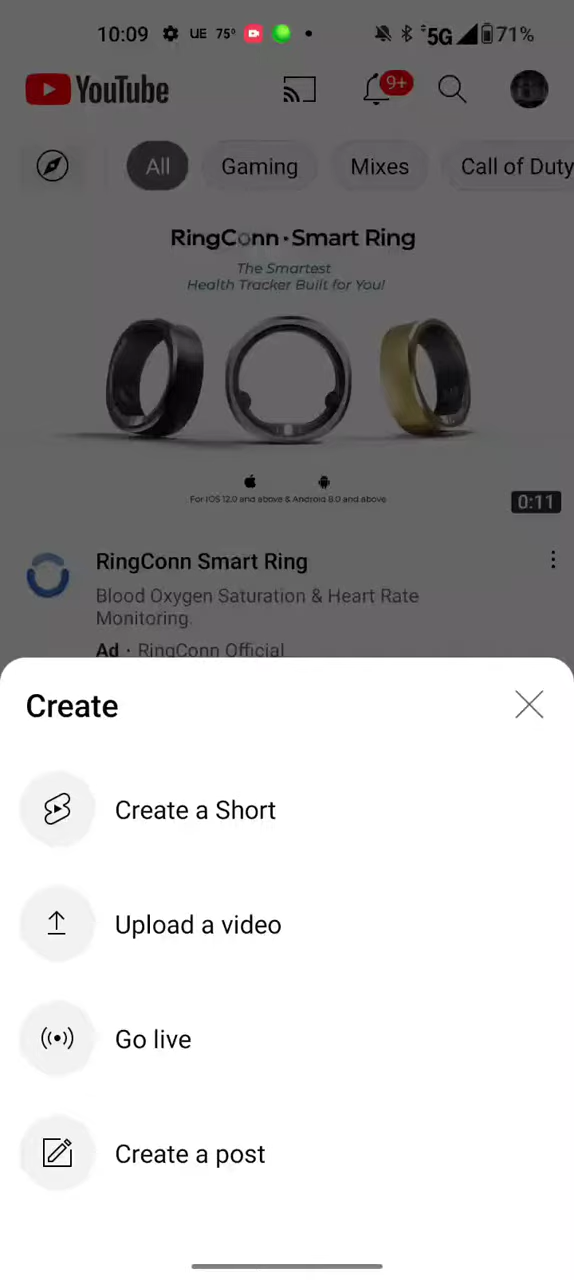 10:09 UE 75° 5G 71%
YouTube 9+
All Gaming Mixes Call of Duty
RingConn · Smart Ring
The Smartest
Health Tracker Built for You!
For iOS 12.0 and above & Android 8.0 and above
0:11
RingConn Smart Ring
Blood Oxygen Saturation & Heart Rate
Monitoring.
Ad · RingConn Official
Create
Create a Short
Upload a video
Go live
Create a post